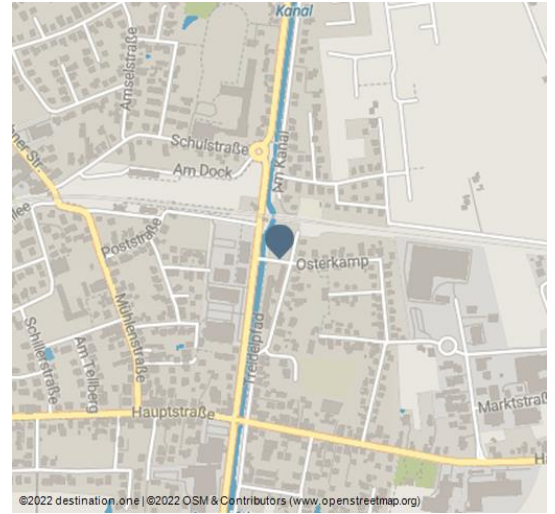 Kanal
Amselstraße
Schulstraße
Am Kanal
Am Dock
Poststraße
Osterkamp
Mühlenstraße
Treidelpfad
Schillerstraße
Am Tellberg
Hauptstraße
Marktstraß
©2022 destination.one | ©2022 OSM & Contributors (www.openstreetmap.org)